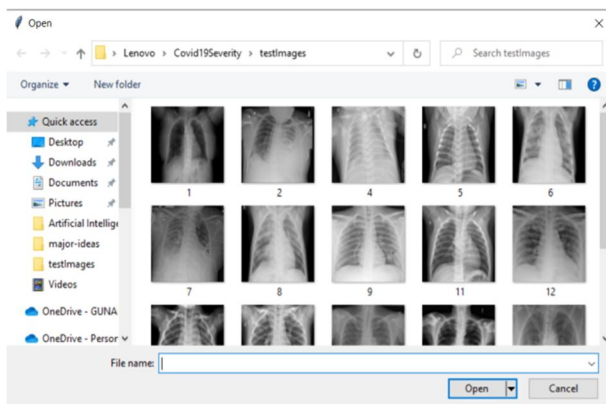 Open
Lenovo > Covid19Severity > testImages
Search testImages
Organize
New folder
Quick access
Desktop
Downloads
Documents
Pictures
Artificial Intellige
major-ideas
testImages
Videos
OneDrive - GUNA
OneDrive - Person
1 2 4 5 6
7 8 9 11 12
File name:
Open
Cancel